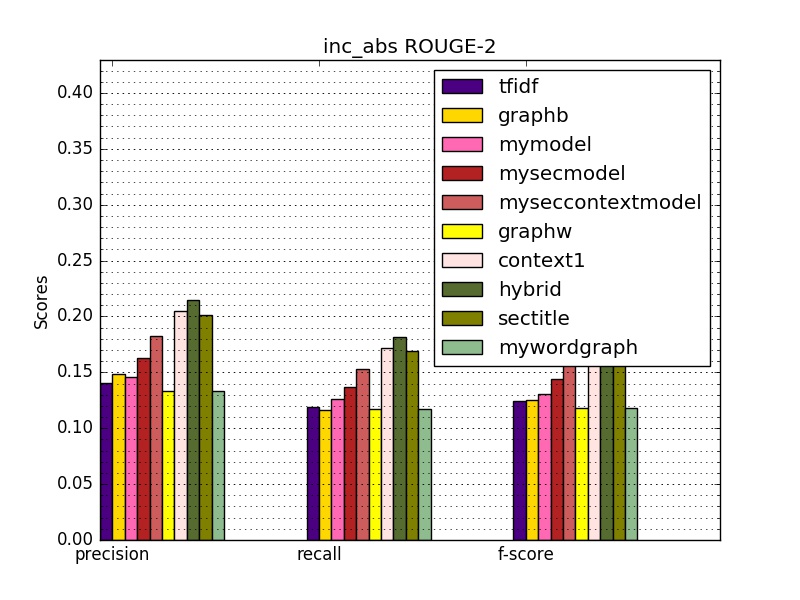 inc_abs ROUGE-2
0.40
0.35
0.30
0.25
0.20
0.15
0.10
0.05
0.00
Scores
tfidf
graphb
mymodel
mysecmodel
myseccontextmodel
graphw
context1
hybrid
sectitle
mywordgraph
precision
recall
f-score